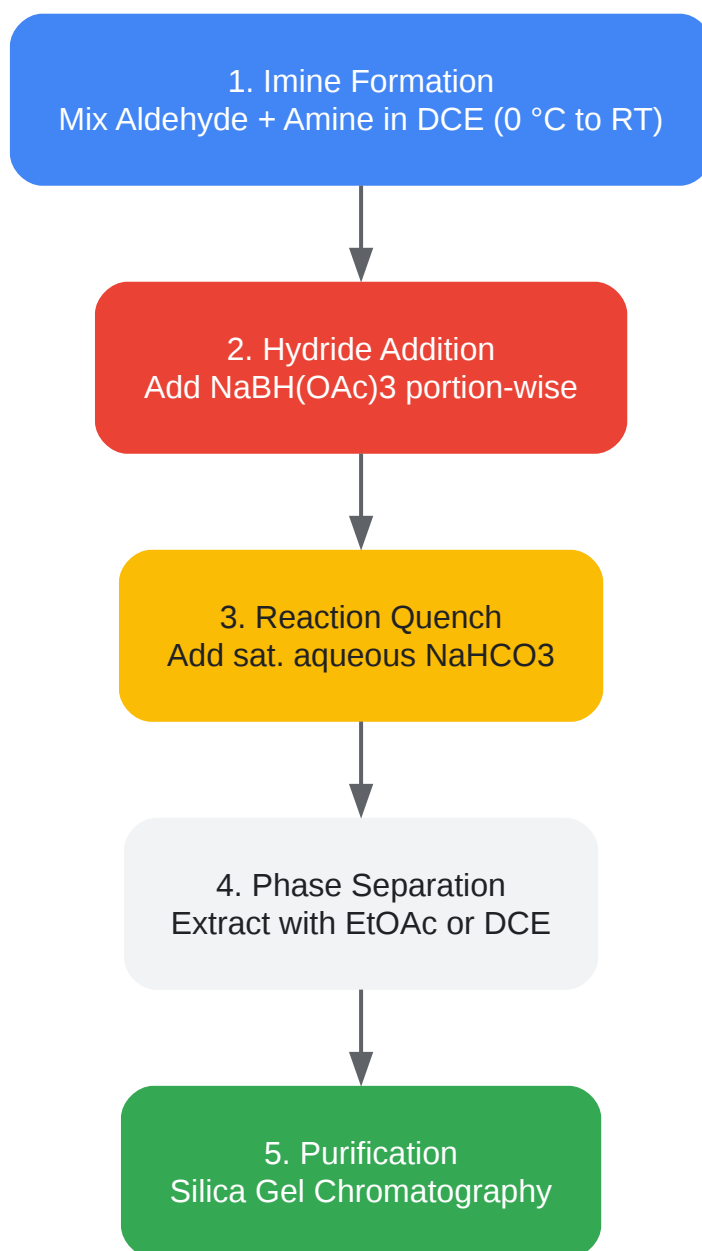 1. Imine Formation
Mix Aldehyde + Amine in DCE (0 °C to RT)
2. Hydride Addition
Add NaBH(OAc)3 portion-wise
3. Reaction Quench
Add sat. aqueous NaHCO3
4. Phase Separation
Extract with EtOAc or DCE
5. Purification
Silica Gel Chromatography